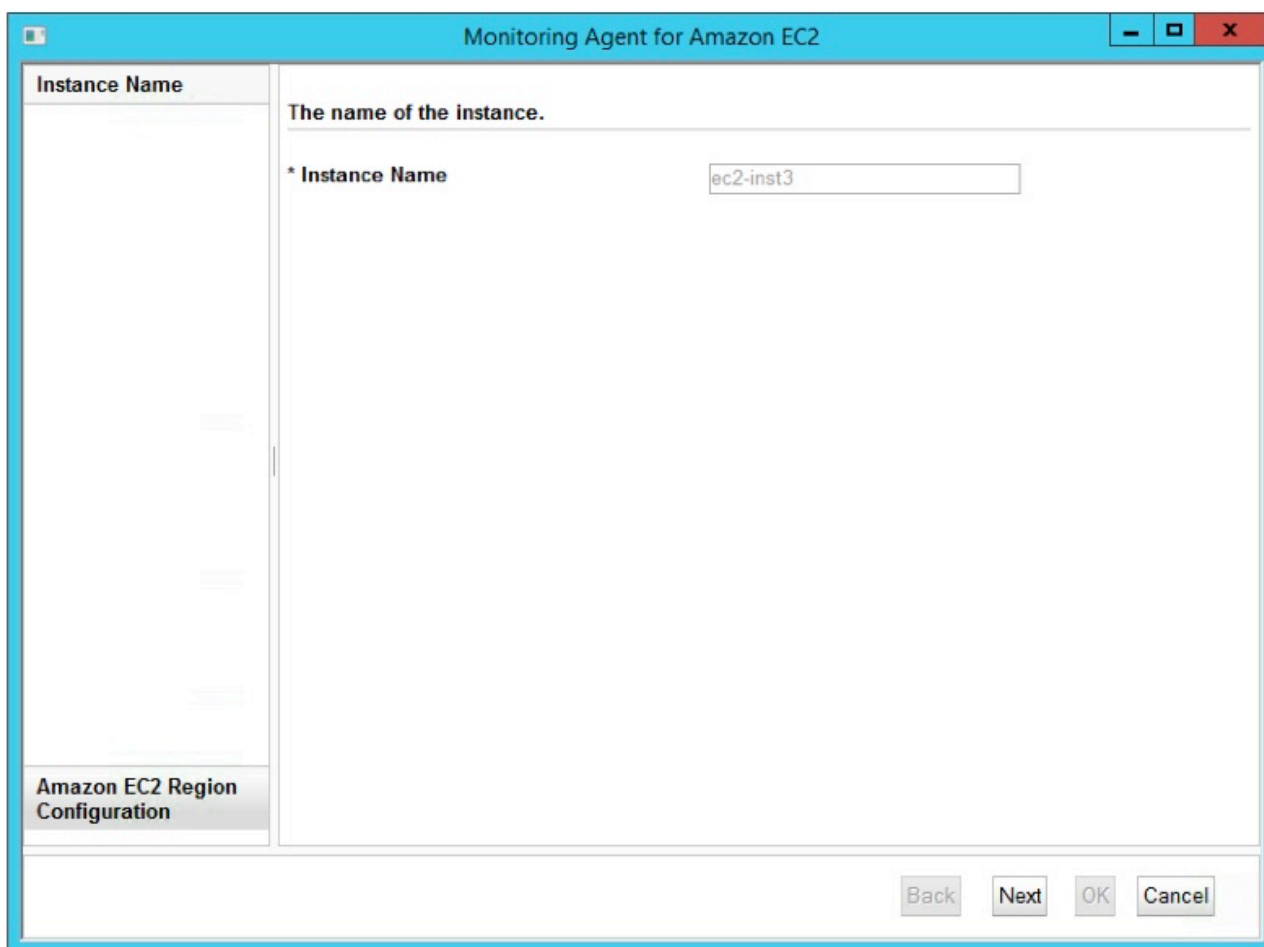 Monitoring Agent for Amazon EC2
Instance Name
The name of the instance.
* Instance Name
ec2-inst3
Amazon EC2 Region
Configuration
Back Next OK Cancel